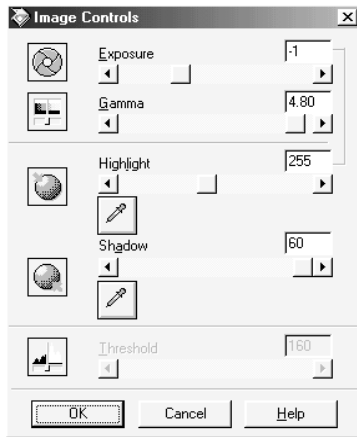 Image Controls
Exposure
-1
Gamma
4.80
Highlight
255
Shadow
60
Threshold
160
OK
Cancel
Help